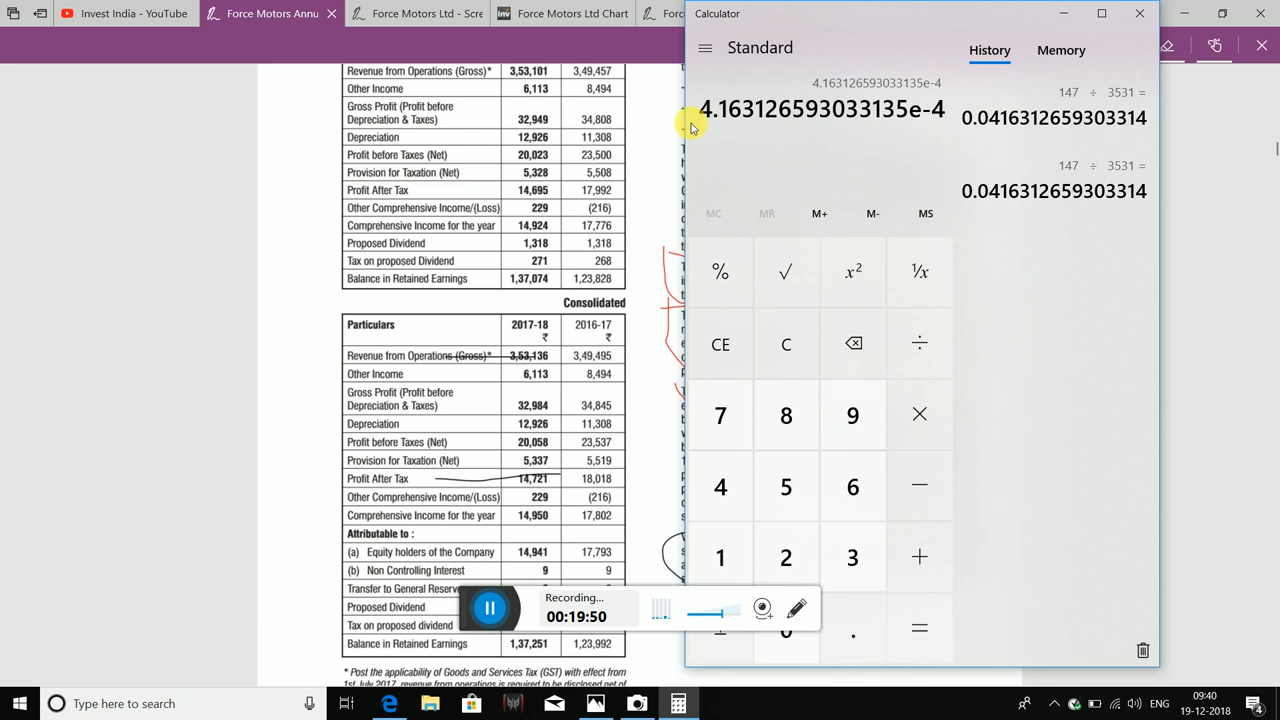 Invest India - YouTube
Force Motors Annu
Force Motors Ltd - Scre
Force Motors Ltd Chart
Calculator
Standard
History
Memory
4.163126593033135e-4
4.163126593033135e-4
147 ÷ 3531 =
0.0416312659303314
147 ÷ 3531 =
0.0416312659303314
MC MR M+ M- MS
% √ x² ¹/x
CE C ÷
7 8 9 ×
4 5 6 −
1 2 3 +
. =
Revenue from Operations (Gross)* 3,53,101 3,49,457
Other Income 6,113 8,494
Gross Profit (Profit before
Depreciation & Taxes) 32,949 34,808
Depreciation 12,926 11,308
Profit before Taxes (Net) 20,023 23,500
Provision for Taxation (Net) 5,328 5,508
Profit After Tax 14,695 17,992
Other Comprehensive Income/(Loss) 229 (216)
Comprehensive Income for the year 14,924 17,776
Proposed Dividend 1,318 1,318
Tax on proposed Dividend 271 268
Balance in Retained Earnings 1,37,074 1,23,828
Consolidated
Particulars 2017-18 2016-17
₹ ₹
Revenue from Operations (Gross)* 3,53,136 3,49,495
Other Income 6,113 8,494
Gross Profit (Profit before
Depreciation & Taxes) 32,984 34,845
Depreciation 12,926 11,308
Profit before Taxes (Net) 20,058 23,537
Provision for Taxation (Net) 5,337 5,519
Profit After Tax 14,721 18,018
Other Comprehensive Income/(Loss) 229 (216)
Comprehensive Income for the year 14,950 17,802
Attributable to :
(a) Equity holders of the Company 14,941 17,793
(b) Non Controlling Interest 9 9
Transfer to General Reserve
Proposed Dividend
Tax on proposed dividend
Balance in Retained Earnings 1,37,251 1,23,992
* Post the applicability of Goods and Services Tax (GST) with effect from
1st July 2017, revenue from operations is required to be disclosed net of
Recording...
00:19:50
Type here to search
ENG
09:40
19-12-2018